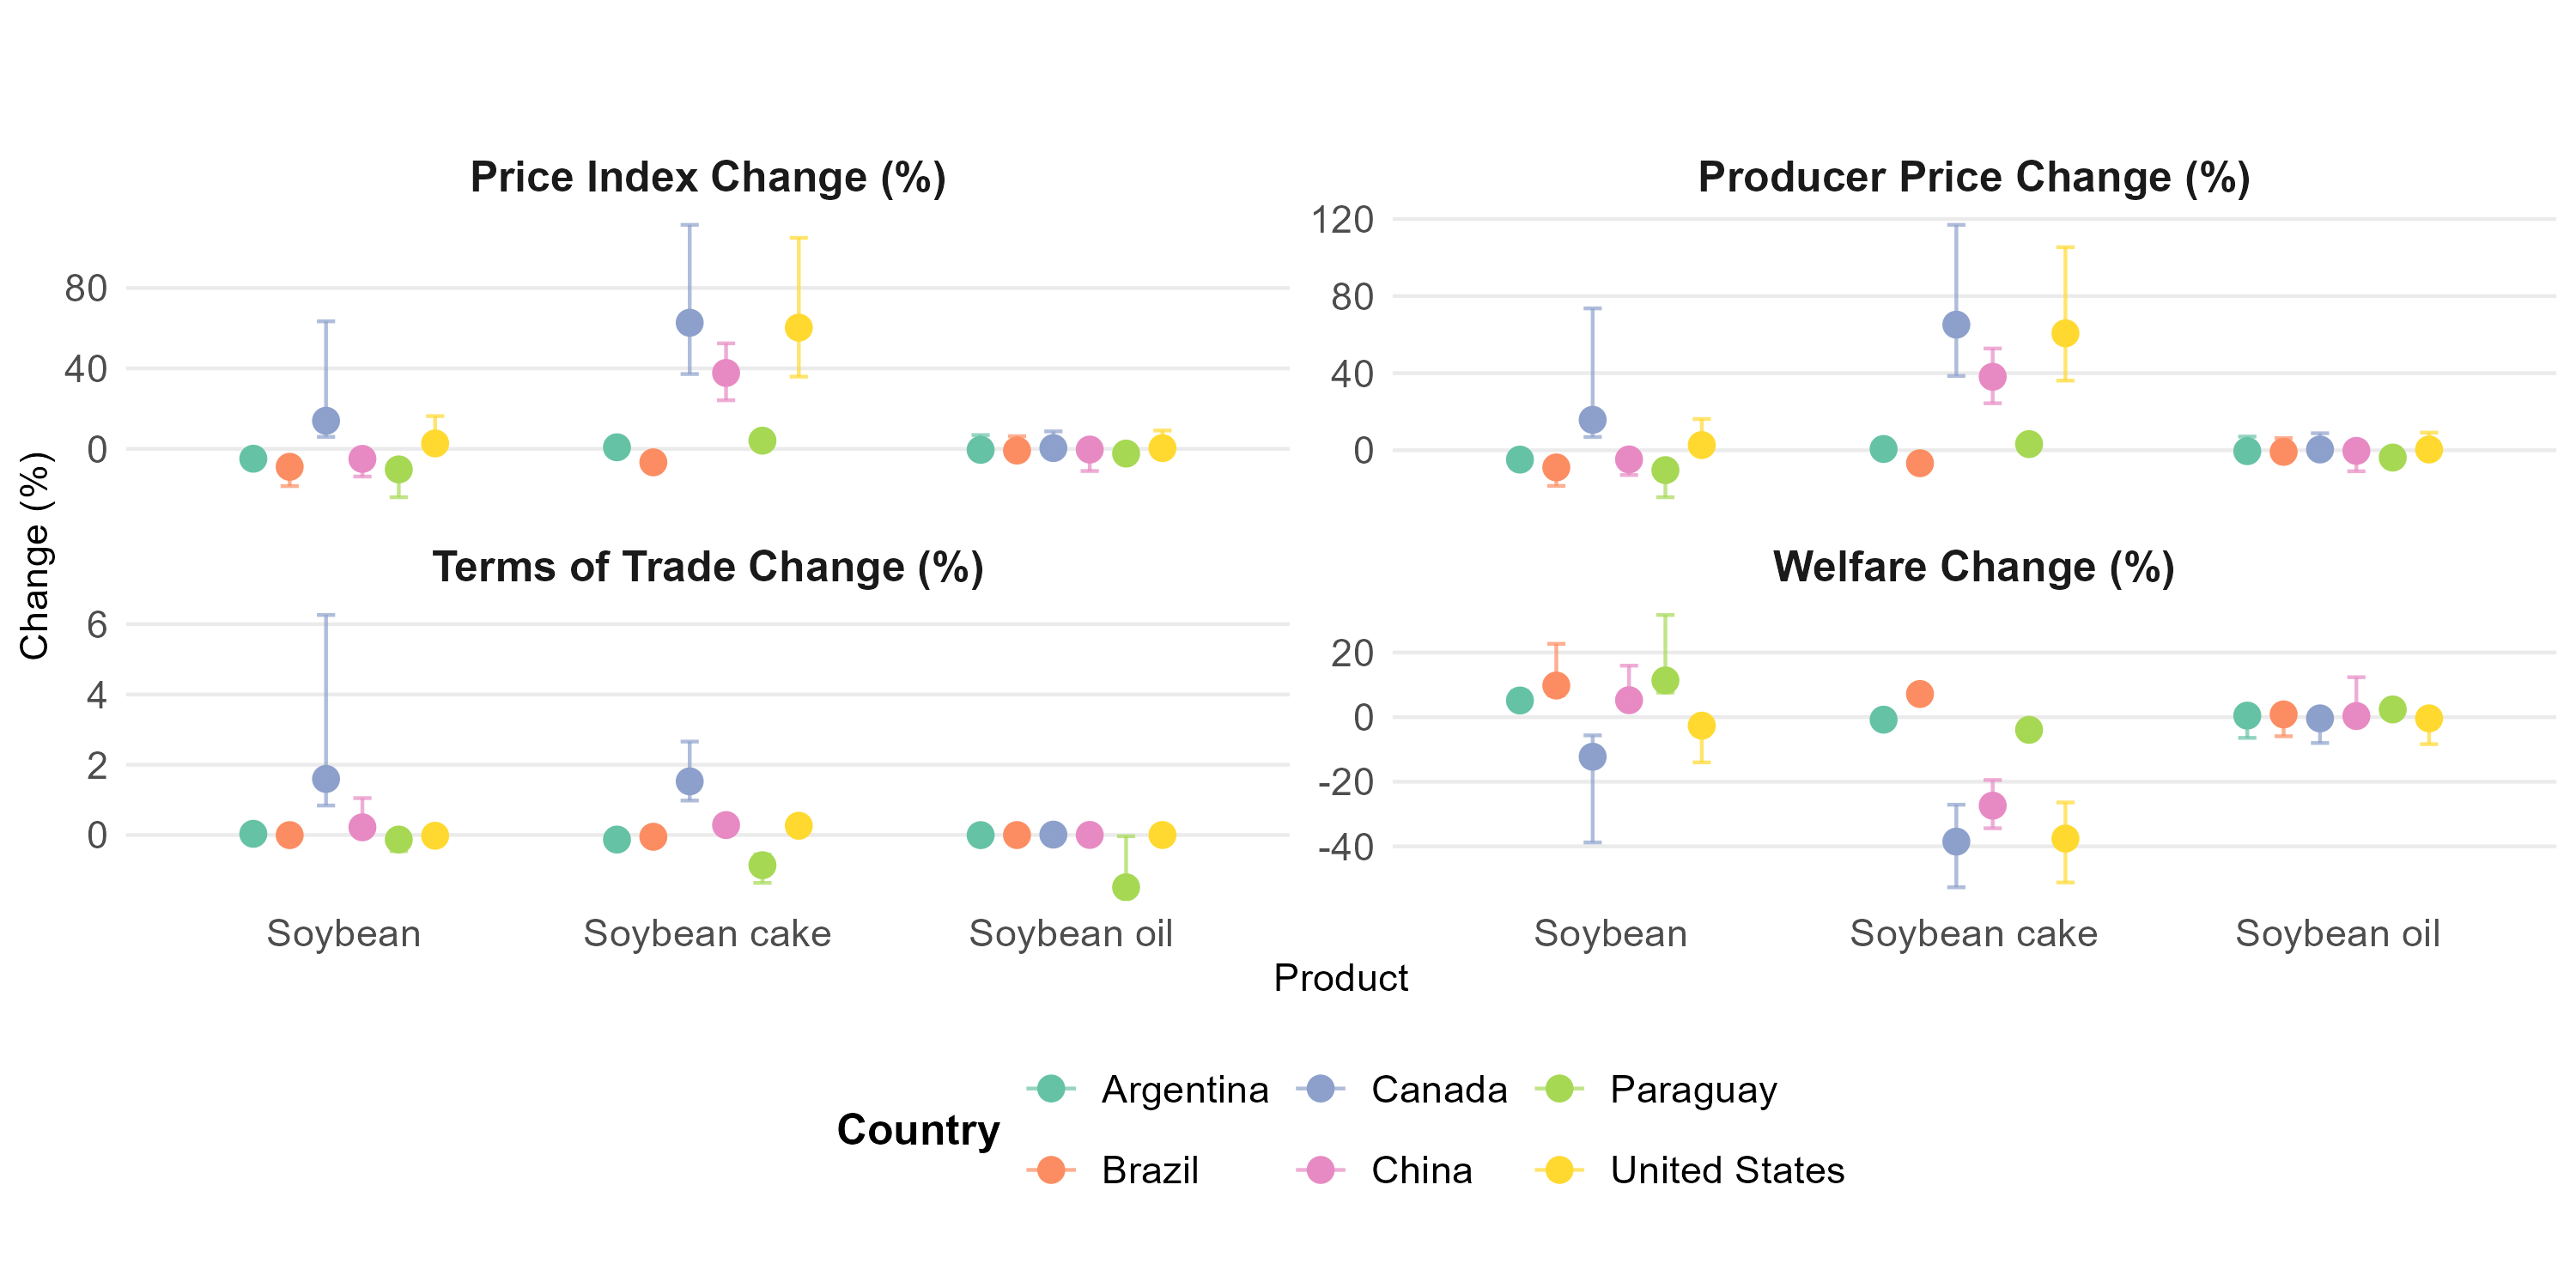 Price Index Change (%)
Producer Price Change (%)
80
40
0
120
80
40
0
Change (%)
Terms of Trade Change (%)
Welfare Change (%)
6
4
2
0
20
0
-20
-40
Soybean
Soybean cake
Soybean oil
Soybean
Soybean cake
Soybean oil
Product
Country
Argentina
Canada
Paraguay
Brazil
China
United States